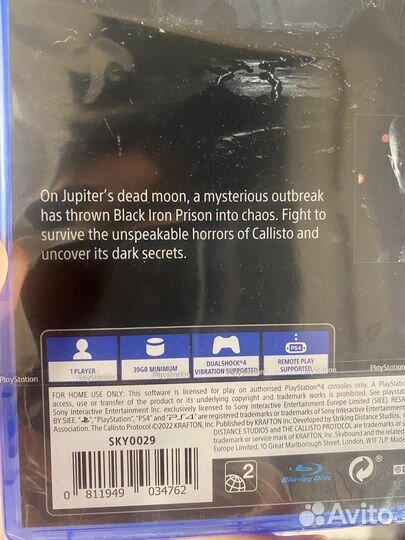 On Jupiter's dead moon, a mysterious outbreak
has thrown Black Iron Prison into chaos. Fight to
survive the unspeakable horrors of Callisto and
uncover its dark secrets.
1 PLAYER
39GB MINIMUM
DUALSHOCK®4
VIBRATION SUPPORTED
PS4
REMOTE PLAY
SUPPORTED
PlayStation
PlayStation
PlayStation
PlayStation
FOR HOME USE ONLY: This software is licensed for play on authorised PlayStation®4 consoles only. A PlayStation
access, use or transfer of the product or its underlying copyright and trademark works is prohibited. See
Sony Interactive Entertainment Inc. exclusively licensed to Sony Interactive Entertainment Europe Limited (SIEE). RESA
BY SIEE. "PlayStation", "PS4" and "PS4" are registered trademarks or trademarks of Sony Interactive
Association. The Callisto Protocol ©2022 KRAFTON, Inc. Published by KRAFTON, Inc. Developed by Striking Distance Studios.
DISTANCE STUDIOS and THE CALLISTO PROTOCOL are
trademark or service mark of KRAFTON, Inc. Skybound and the
Europe Limited, 10 Great Marlborough Street, London, W1F 7LP. Made in
SKY0029
0 811949 034762
2
Blu-ray Disc
Avito